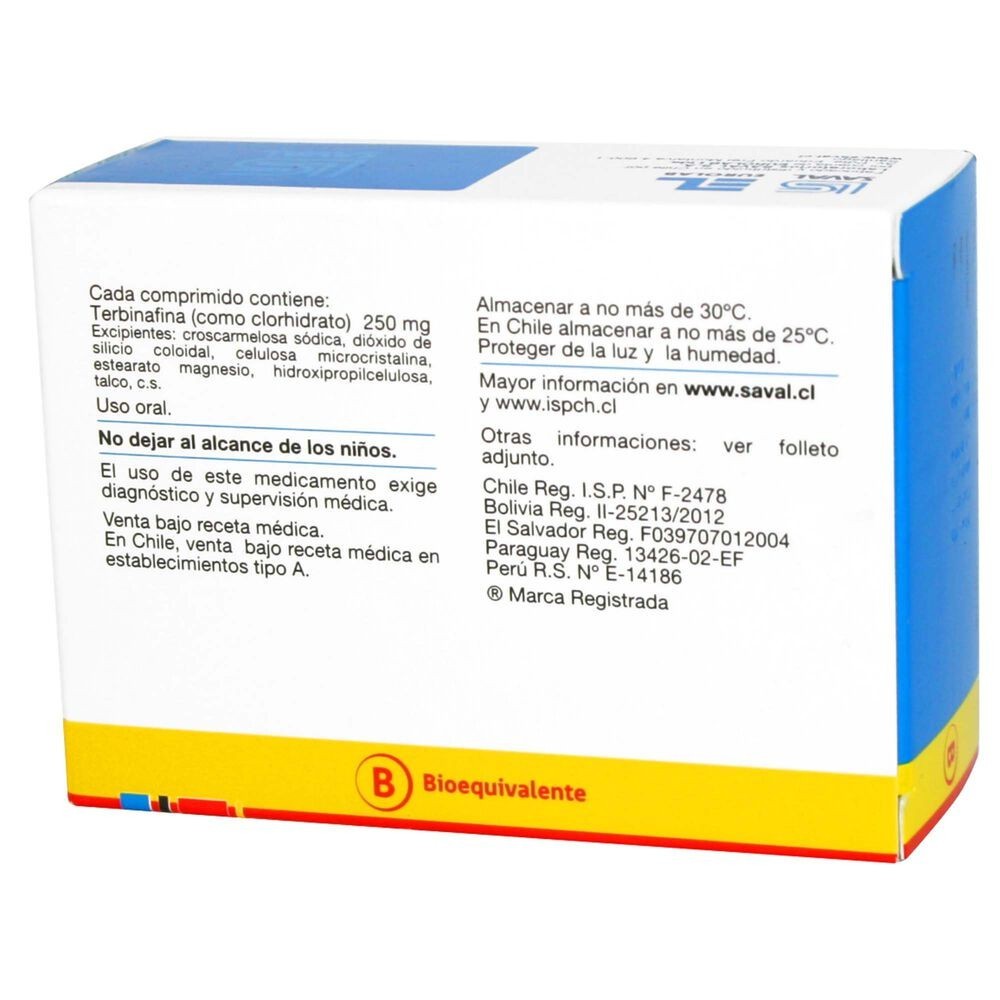 SAVAL
EUROLAB
Cada comprimido contiene:
Terbinafina (como clorhidrato) 250 mg
Excipientes: croscarmelosa sódica, dióxido de
silicio coloidal, celulosa microcristalina,
estearato magnesio, hidroxipropilcelulosa,
talco, c.s.
Uso oral.
No dejar al alcance de los niños.
El uso de este medicamento exige
diagnóstico y supervisión médica.
Venta bajo receta médica.
En Chile, venta bajo receta médica en
establecimientos tipo A.
Almacenar a no más de 30ºC.
En Chile almacenar a no más de 25ºC.
Proteger de la luz y la humedad.
Mayor información en www.saval.cl
y www.ispch.cl
Otras informaciones: ver folleto
adjunto.
Chile Reg. I.S.P. Nº F-2478
Bolivia Reg. II-25213/2012
El Salvador Reg. F039707012004
Paraguay Reg. 13426-02-EF
Perú R.S. Nº E-14186
® Marca Registrada
B Bioequivalente
B